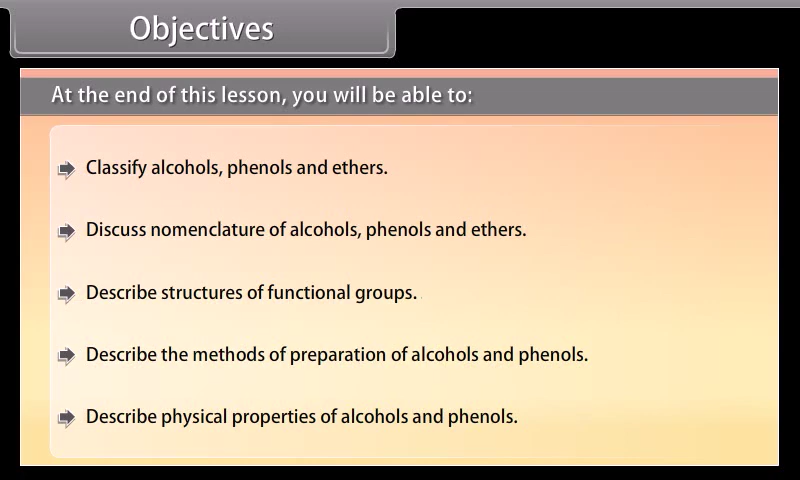 Objectives
At the end of this lesson, you will be able to:
Classify alcohols, phenols and ethers.
Discuss nomenclature of alcohols, phenols and ethers.
Describe structures of functional groups.
Describe the methods of preparation of alcohols and phenols.
Describe physical properties of alcohols and phenols.